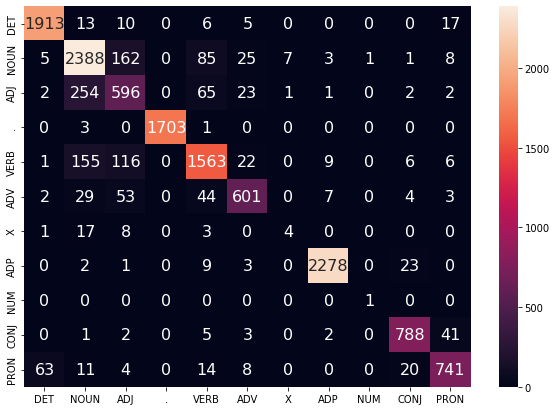 DET 1913 13 10 0 6 5 0 0 0 0 17
NOUN 5 2388 162 0 85 25 7 3 1 1 8
ADJ 2 254 596 0 65 23 1 1 0 2 2
. 0 3 0 1703 1 0 0 0 0 0 0
VERB 1 155 116 0 1563 22 0 9 0 6 6
ADV 2 29 53 0 44 601 0 7 0 4 3
X 1 17 8 0 3 0 4 0 0 0 0
ADP 0 2 1 0 9 3 0 2278 0 23 0
NUM 0 0 0 0 0 0 0 0 1 0 0
CONJ 0 1 2 0 5 3 0 2 0 788 41
PRON 63 11 4 0 14 8 0 0 0 20 741
DET NOUN ADJ . VERB ADV X ADP NUM CONJ PRON
2000
1500
1000
500
0